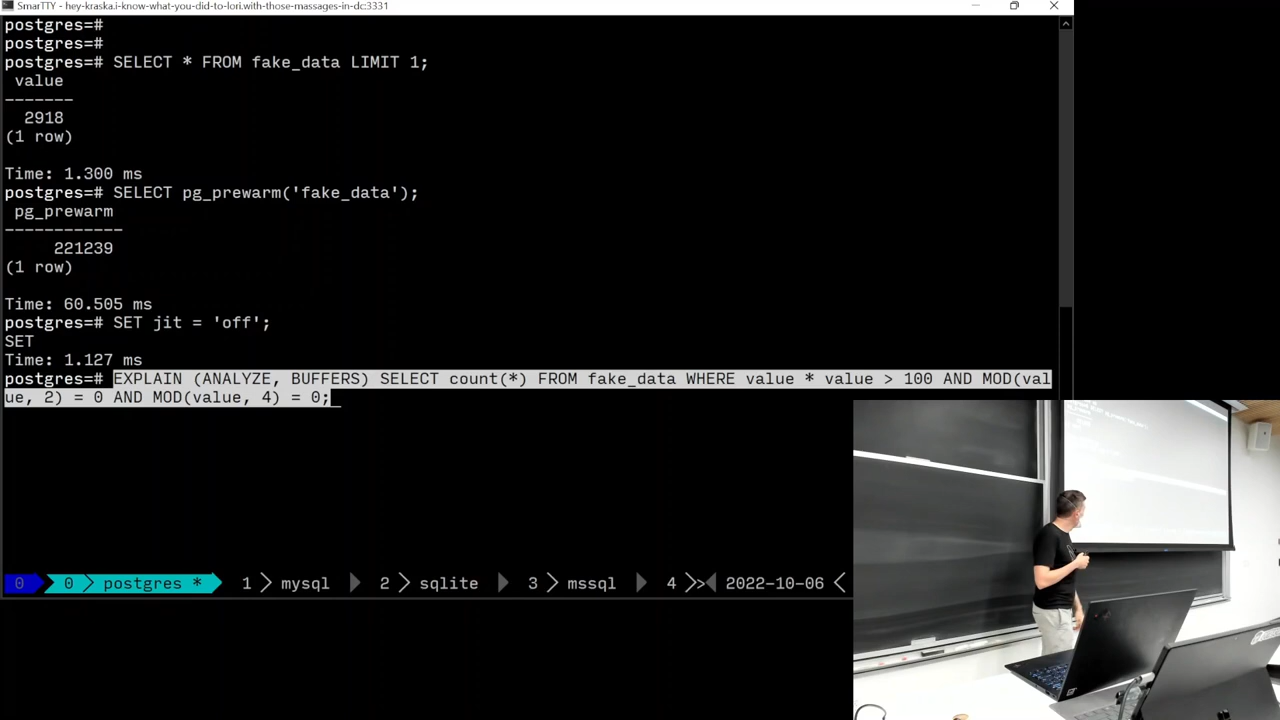 SmarTTY - hey-kraska.i-know-what-you-did-to-lori.with-those-massages-in-dc:3331
postgres=#
postgres=#
postgres=# SELECT * FROM fake_data LIMIT 1;
value
-------
2918
(1 row)
Time: 1.300 ms
postgres=# SELECT pg_prewarm('fake_data');
pg_prewarm
------------
221239
(1 row)
Time: 60.505 ms
postgres=# SET jit = 'off';
SET
Time: 1.127 ms
postgres=# EXPLAIN (ANALYZE, BUFFERS) SELECT count(*) FROM fake_data WHERE value * value > 100 AND MOD(val
ue, 2) = 0 AND MOD(value, 4) = 0;
0 0 postgres * 1 mysql 2 sqlite 3 mssql 4 2022-10-06